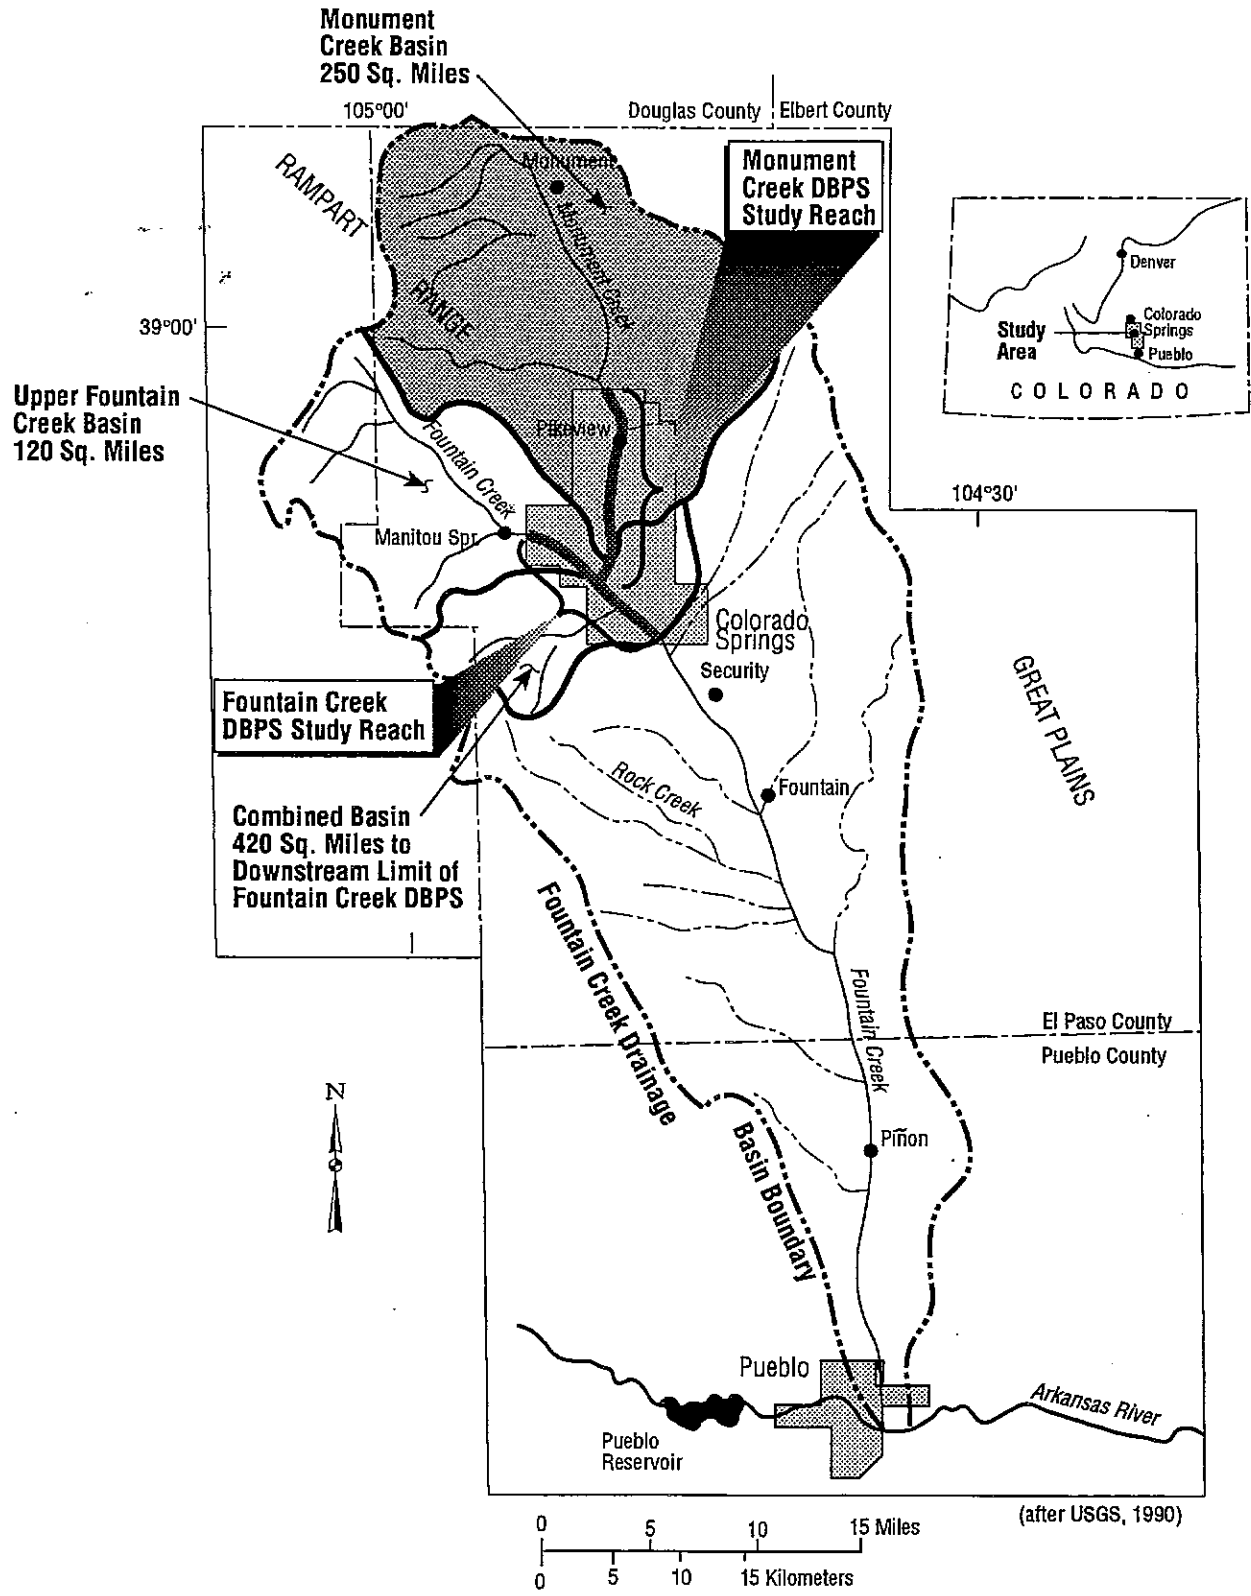 Monument
Creek Basin
250 Sq. Miles
105°00'
Douglas County
Elbert County
RAMPART
RANGE
Monument
Monument Creek
Monument
Creek DBPS
Study Reach
Denver
Colorado
Springs
Study
Area
Pueblo
COLORADO
39°00'
Upper Fountain
Creek Basin
120 Sq. Miles
Fountain Creek
Pikeview
104°30'
Manitou Spr.
Colorado
Springs
Security
GREAT PLAINS
Fountain Creek
DBPS Study Reach
Rock Creek
Fountain
Combined Basin
420 Sq. Miles to
Downstream Limit of
Fountain Creek DBPS
Fountain Creek Drainage
Basin Boundary
Fountain Creek
El Paso County
Pueblo County
N
Piñon
Pueblo
Arkansas River
Pueblo
Reservoir
(after USGS, 1990)
0 5 10 15 Miles
0 5 10 15 Kilometers